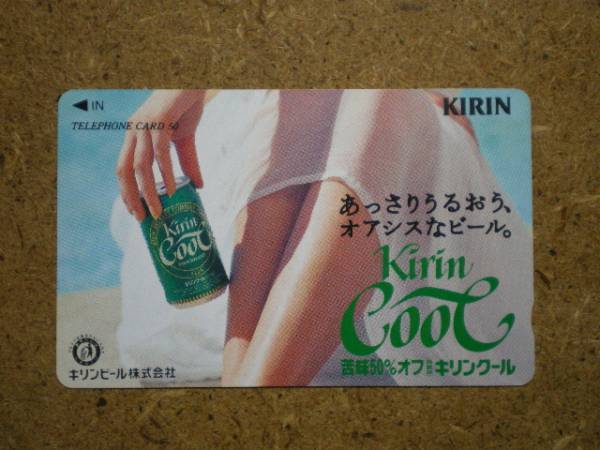 ◀IN
TELEPHONE CARD 50
KIRIN
あっさりうるおう、
オアシスなビール。
Kirin
Cool
苦味50%オフ キリンクール
Kirin
Cool
キリンビール株式会社